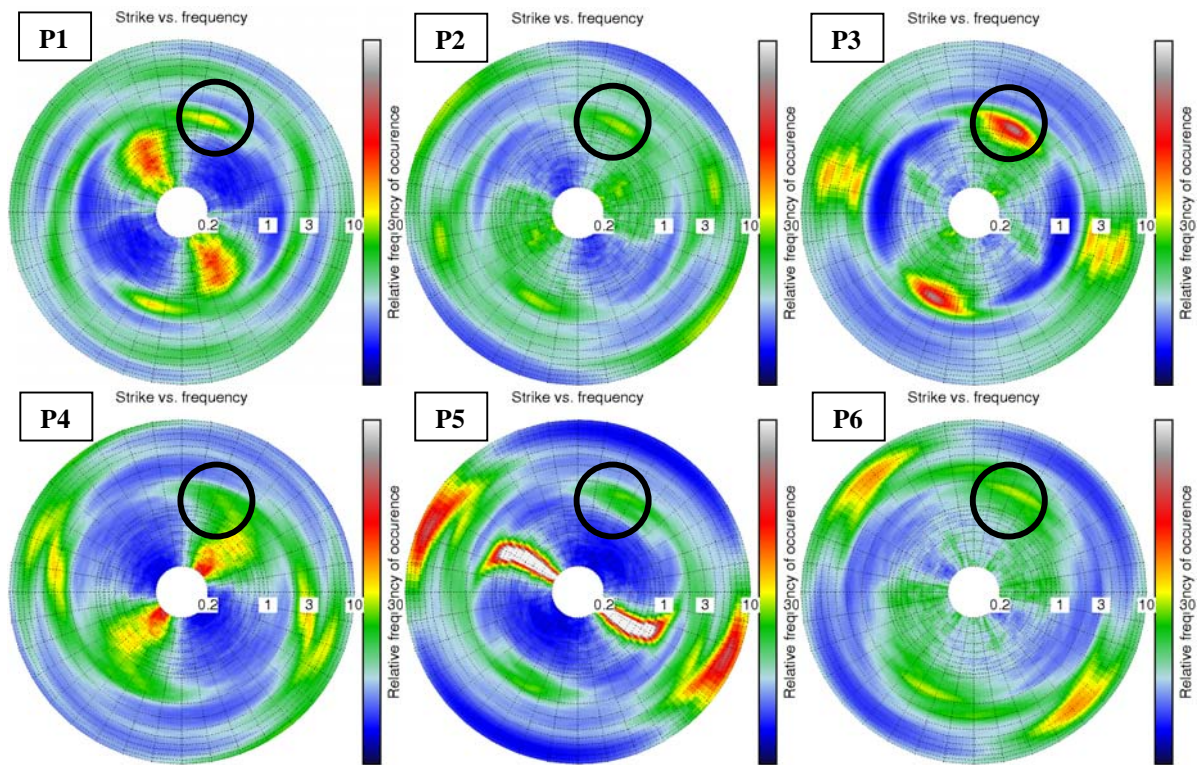 Strike vs. frequency
P1
0.2 1 3 10 30
Relative frequency of occurence
Strike vs. frequency
P2
0.2 1 3 10 30
Relative frequency of occurence
Strike vs. frequency
P3
0.2 1 3 10 30
Relative frequency of occurence
Strike vs. frequency
P4
0.2 1 3 10 30
Relative frequency of occurence
Strike vs. frequency
P5
0.2 1 3 10 30
Relative frequency of occurence
Strike vs. frequency
P6
0.2 1 3 10 30
Relative frequency of occurence